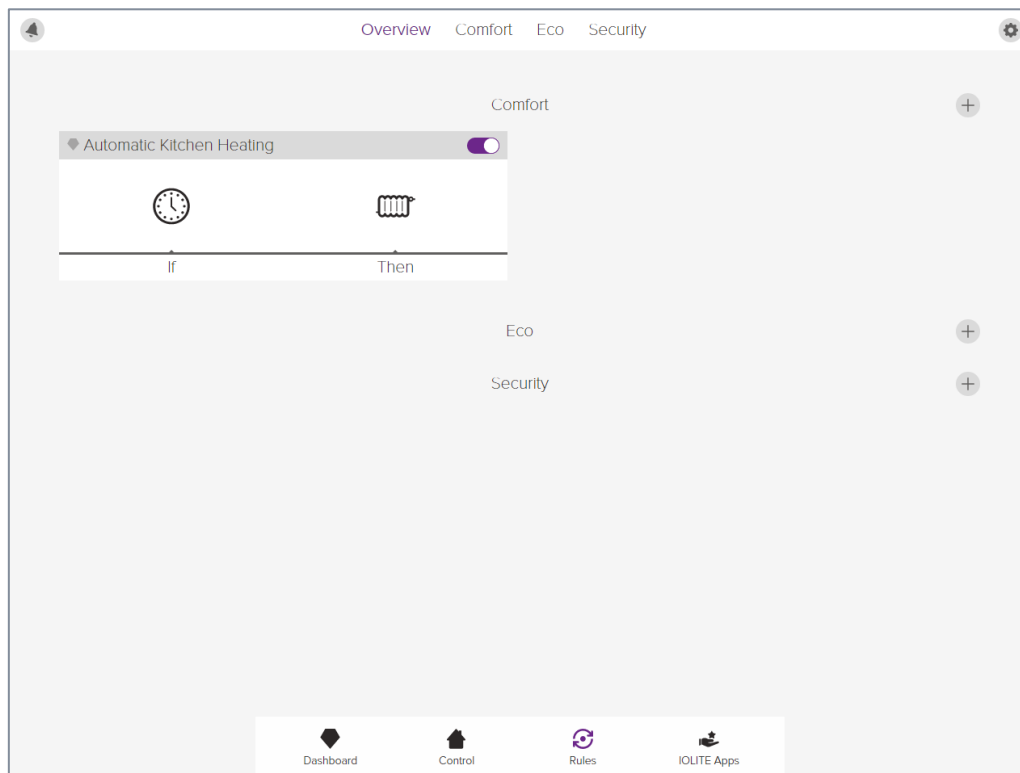 Overview Comfort Eco Security
Comfort
Automatic Kitchen Heating
If Then
Eco
Security
Dashboard Control Rules IOLITE Apps